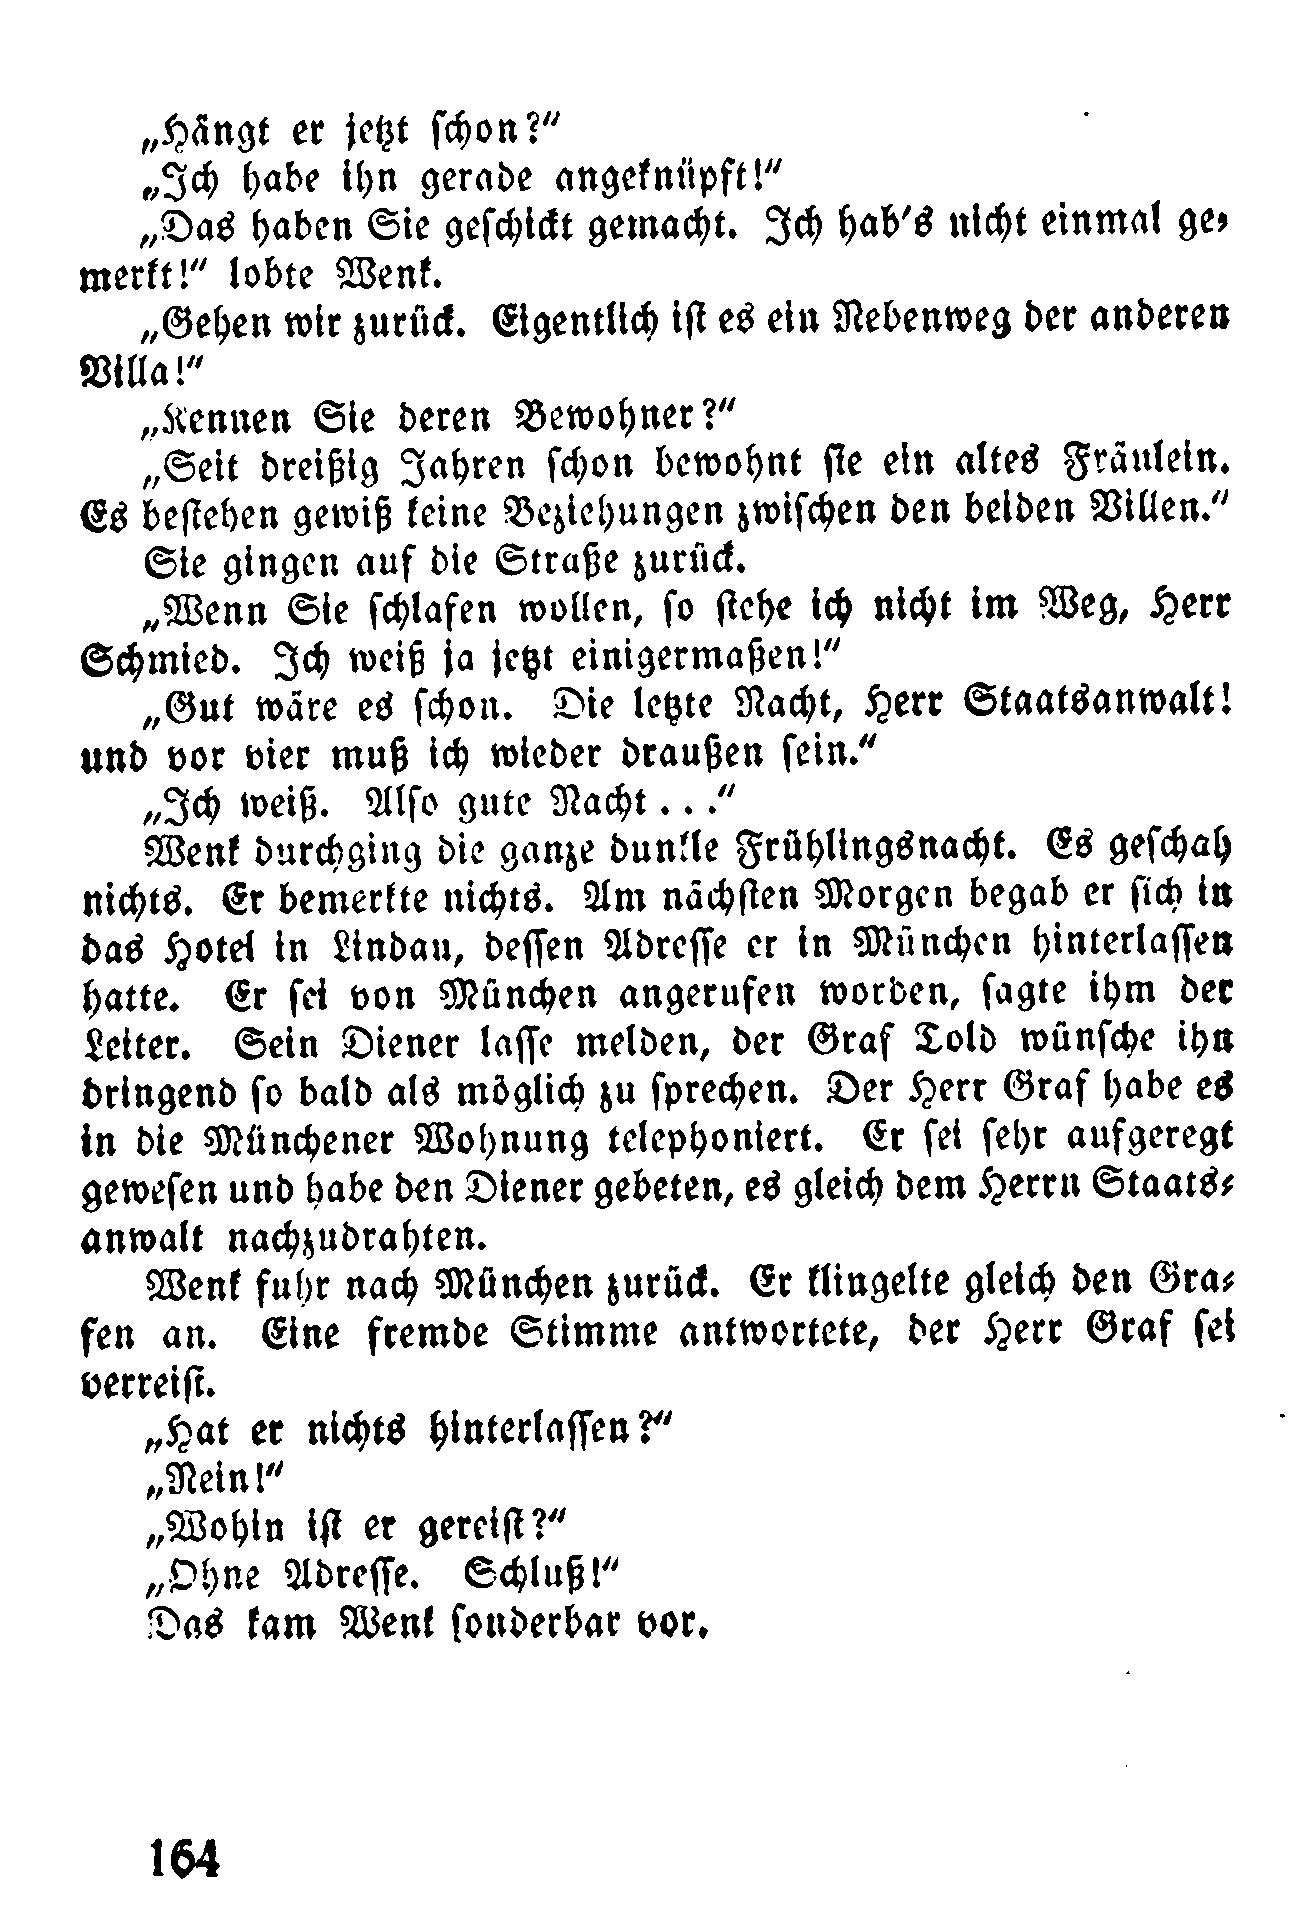 „Hängt er jetzt schon?“
„Ich habe ihn gerade angeknüpft!“
„Das haben Sie geschickt gemacht. Ich hab's nicht einmal ge-
merkt!“ lobte Wenk.
„Gehen wir zurück. Eigentlich ist es ein Nebenweg der anderen
Villa!“
„Kennen Sie deren Bewohner?“
„Seit dreißig Jahren schon bewohnt sie ein altes Fräulein.
Es bestehen gewiß keine Beziehungen zwischen den beiden Villen.“
Sie gingen auf die Straße zurück.
„Wenn Sie schlafen wollen, so stehe ich nicht im Weg, Herr
Schmied. Ich weiß ja jetzt einigermaßen!“
„Gut wäre es schon. Die letzte Nacht, Herr Staatsanwalt!
und vor vier muß ich wieder draußen sein.“
„Ich weiß. Also gute Nacht . . .“
Wenk durchging die ganze dunkle Frühlingsnacht. Es geschah
nichts. Er bemerkte nichts. Am nächsten Morgen begab er sich in
das Hotel in Lindau, dessen Adresse er in München hinterlassen
hatte. Er sei von München angerufen worden, sagte ihm der
Leiter. Sein Diener lasse melden, der Graf Told wünsche ihn
dringend so bald als möglich zu sprechen. Der Herr Graf habe es
in die Münchener Wohnung telephoniert. Er sei sehr aufgeregt
gewesen und habe den Diener gebeten, es gleich dem Herrn Staats-
anwalt nachzudrahten.
Wenk fuhr nach München zurück. Er klingelte gleich den Gra-
fen an. Eine fremde Stimme antwortete, der Herr Graf sei
verreist.
„Hat er nichts hinterlassen?“
„Nein!“
„Wohin ist er gereist?“
„Ohne Adresse. Schluß!“
Das kam Wenk sonderbar vor.
164